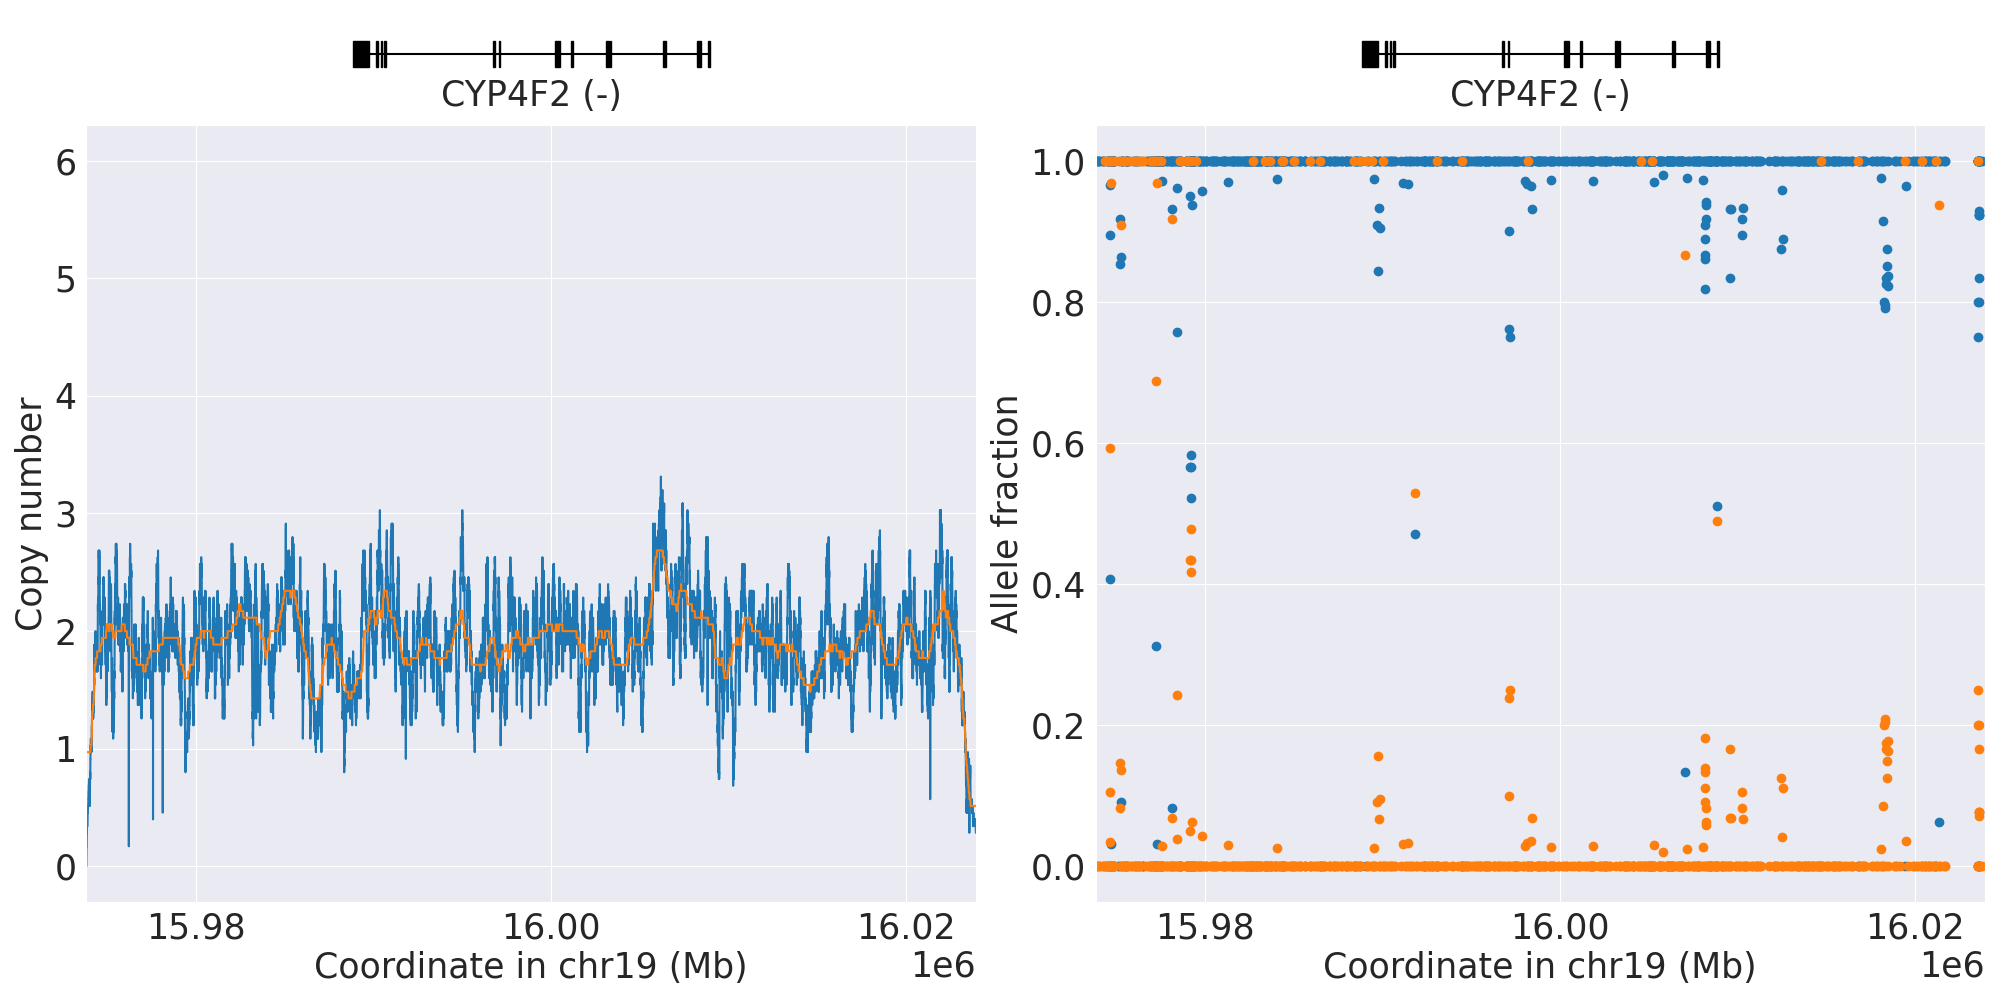 CYP4F2 (-)
Copy number
6
5
4
3
2
1
0
15.98
16.00
16.02
Coordinate in chr19 (Mb)
1e6
CYP4F2 (-)
Allele fraction
1.0
0.8
0.6
0.4
0.2
0.0
15.98
16.00
16.02
Coordinate in chr19 (Mb)
1e6